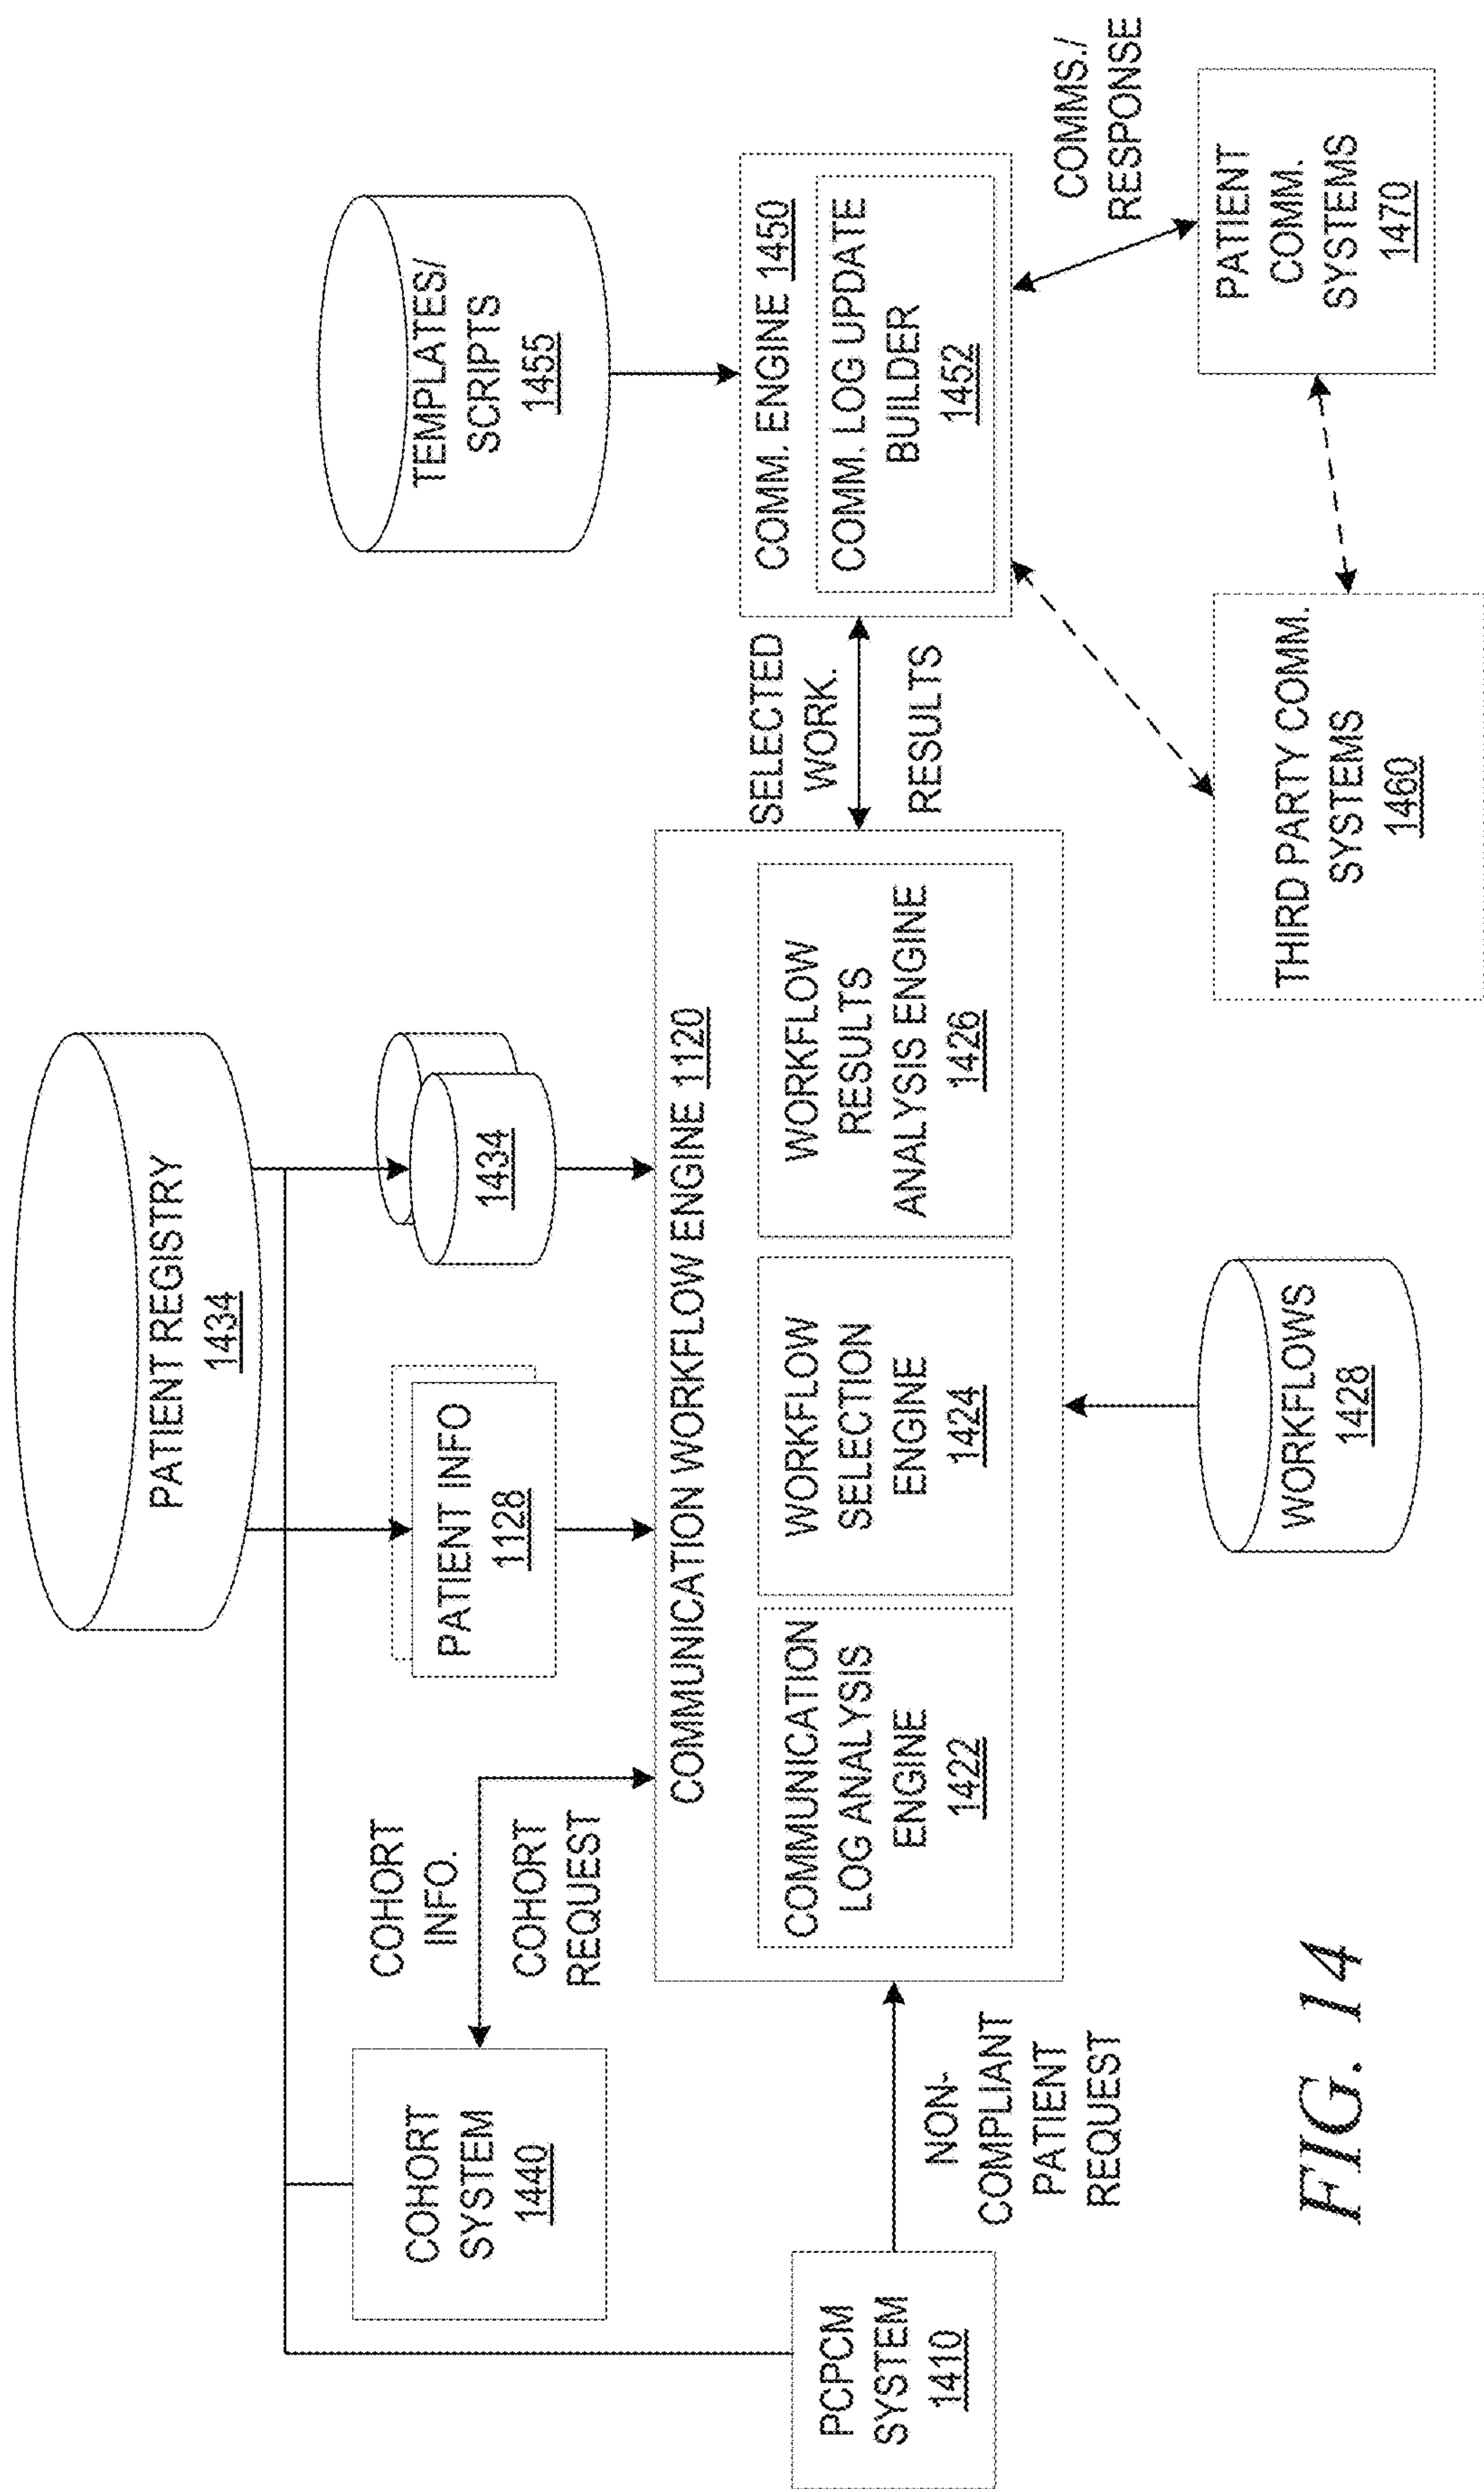 PATIENT REGISTRY
1434
TEMPLATES/
SCRIPTS
1455
COHORT
SYSTEM
1440
COHORT
INFO.
COHORT
REQUEST
PATIENT INFO
1128
1434
PCPCM
SYSTEM
1410
NON-
COMPLIANT
PATIENT
REQUEST
COMMUNICATION WORKFLOW ENGINE 1120
COMMUNICATION
LOG ANALYSIS
ENGINE
1422
WORKFLOW
SELECTION
ENGINE
1424
WORKFLOW
RESULTS
ANALYSIS ENGINE
1426
SELECTED
WORK.
RESULTS
COMM. ENGINE 1450
COMM. LOG UPDATE
BUILDER
1452
COMMS./
RESPONSE
WORKFLOWS
1428
THIRD PARTY COMM.
SYSTEMS
1460
PATIENT
COMM.
SYSTEMS
1470
FIG. 14